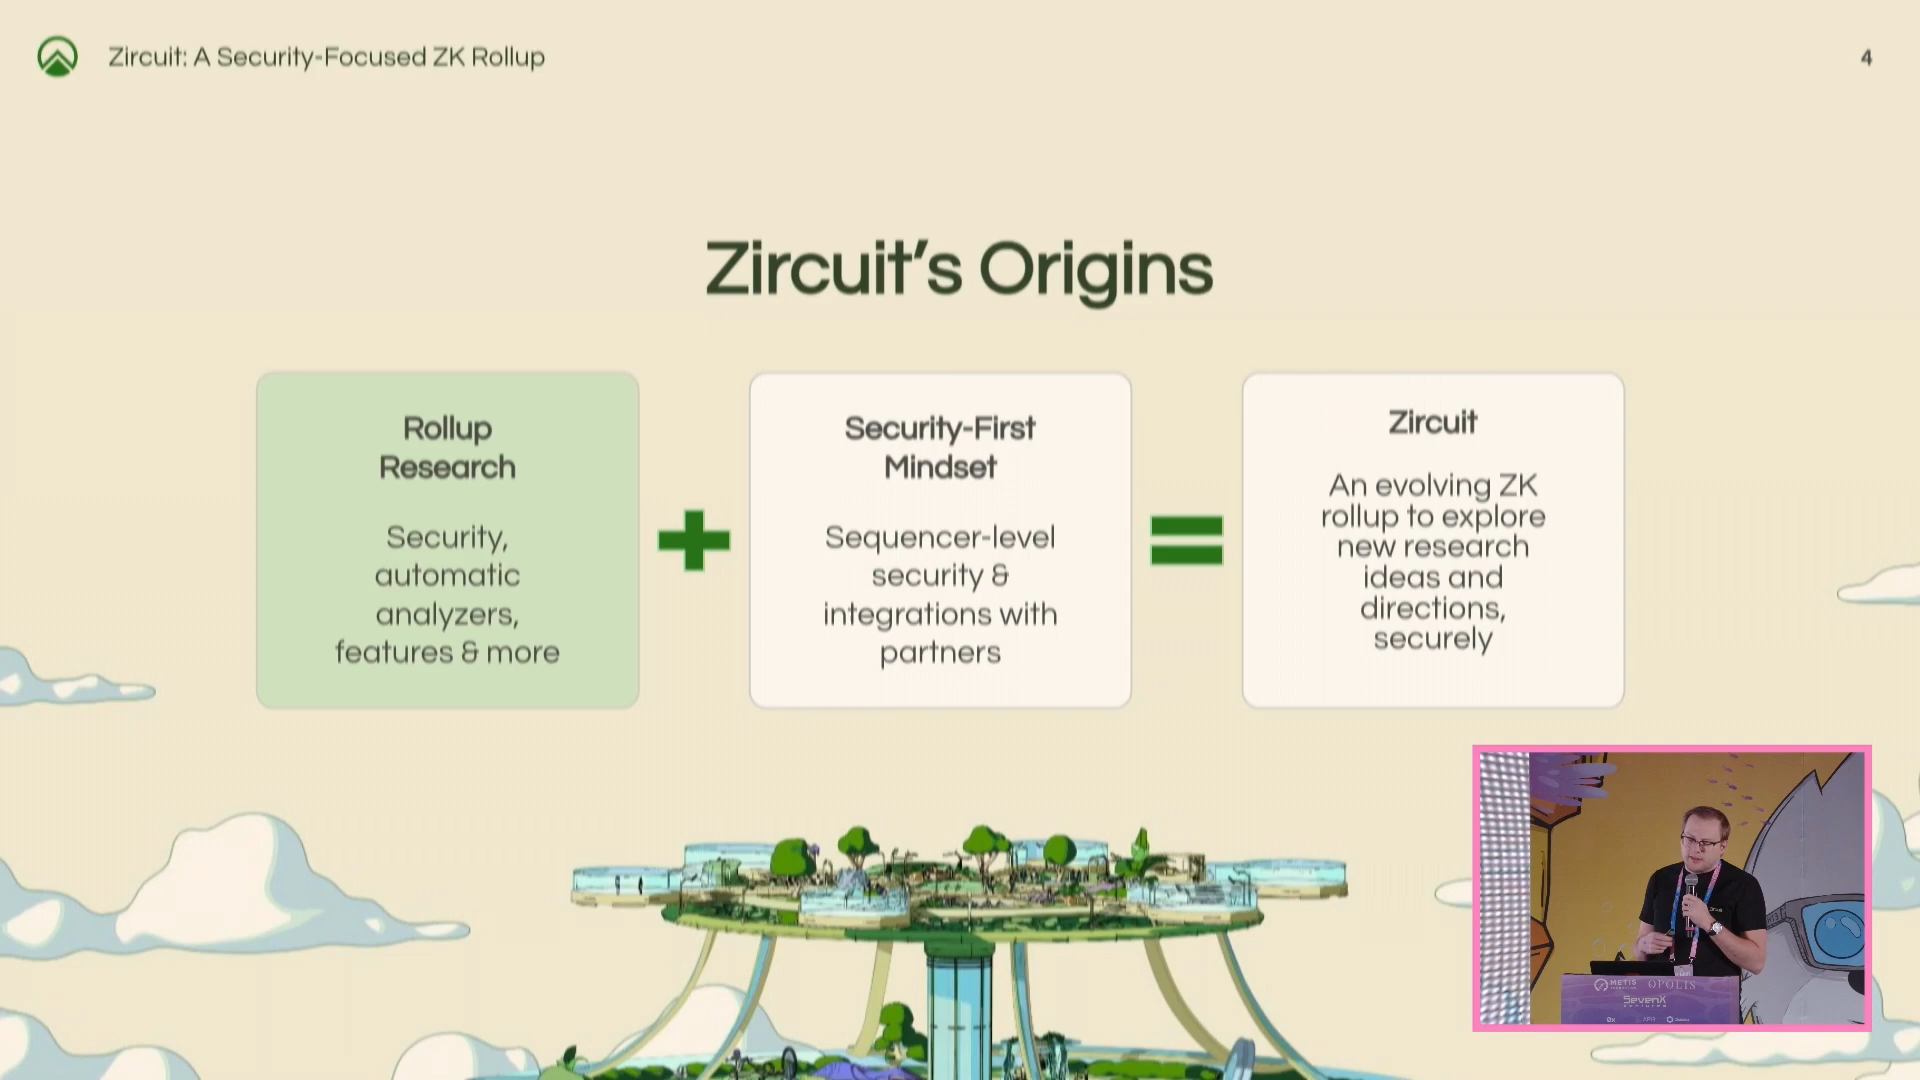 Zircuit: A Security-Focused ZK Rollup
4
Zircuit’s Origins
Rollup
Research
Security,
automatic
analyzers,
features & more
Security-First
Mindset
Sequencer-level
security &
integrations with
partners
Zircuit
An evolving ZK
rollup to explore
new research
ideas and
directions,
securely
METIS
OPOLIS
SevenX